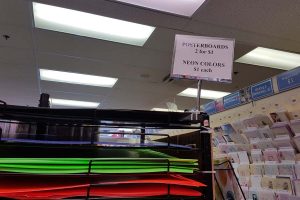 POSTERBOARDS
2 for $1
NEON COLORS
$1 each